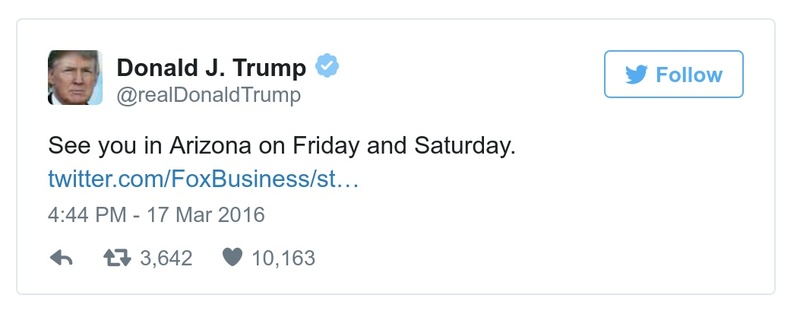 Donald J. Trump
@realDonaldTrump
Follow
See you in Arizona on Friday and Saturday.
twitter.com/FoxBusiness/st…
4:44 PM - 17 Mar 2016
3,642 10,163